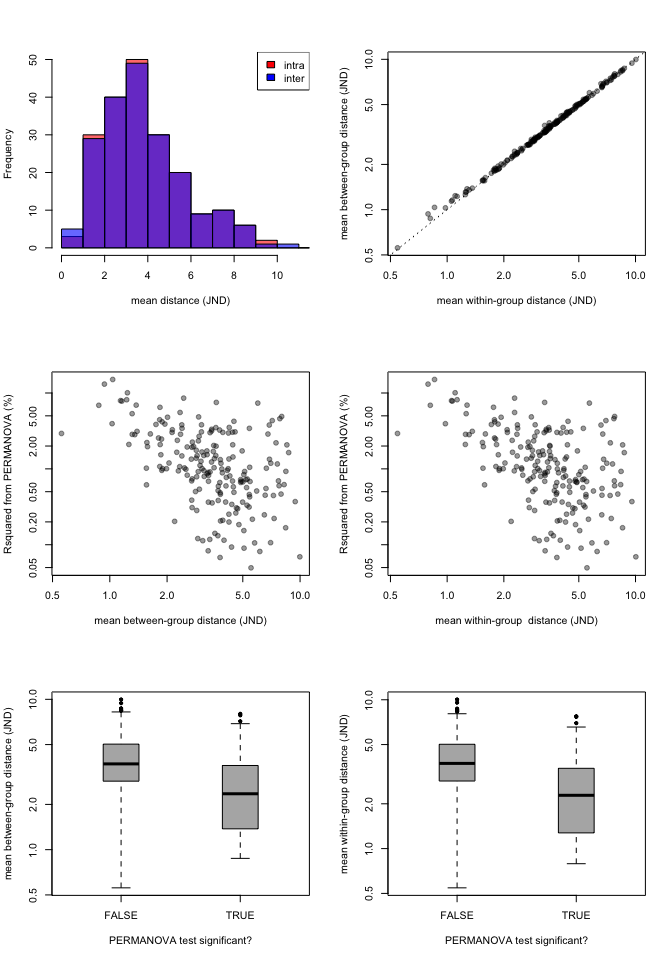 intra
inter
50
40
30
20
10
0
Frequency
0 2 4 6 8 10
mean distance (JND)
10.0
5.0
2.0
1.0
0.5
mean between-group distance (JND)
0.5 1.0 2.0 5.0 10.0
mean within-group distance (JND)
5.00
2.00
0.50
0.20
0.05
Rsquared from PERMANOVA (%)
0.5 1.0 2.0 5.0 10.0
mean between-group distance (JND)
5.00
2.00
0.50
0.20
0.05
Rsquared from PERMANOVA (%)
0.5 1.0 2.0 5.0 10.0
mean within-group  distance (JND)
10.0
5.0
2.0
1.0
0.5
mean between-group distance (JND)
FALSE TRUE
PERMANOVA test significant?
10.0
5.0
2.0
1.0
0.5
mean within-group distance (JND)
FALSE TRUE
PERMANOVA test significant?